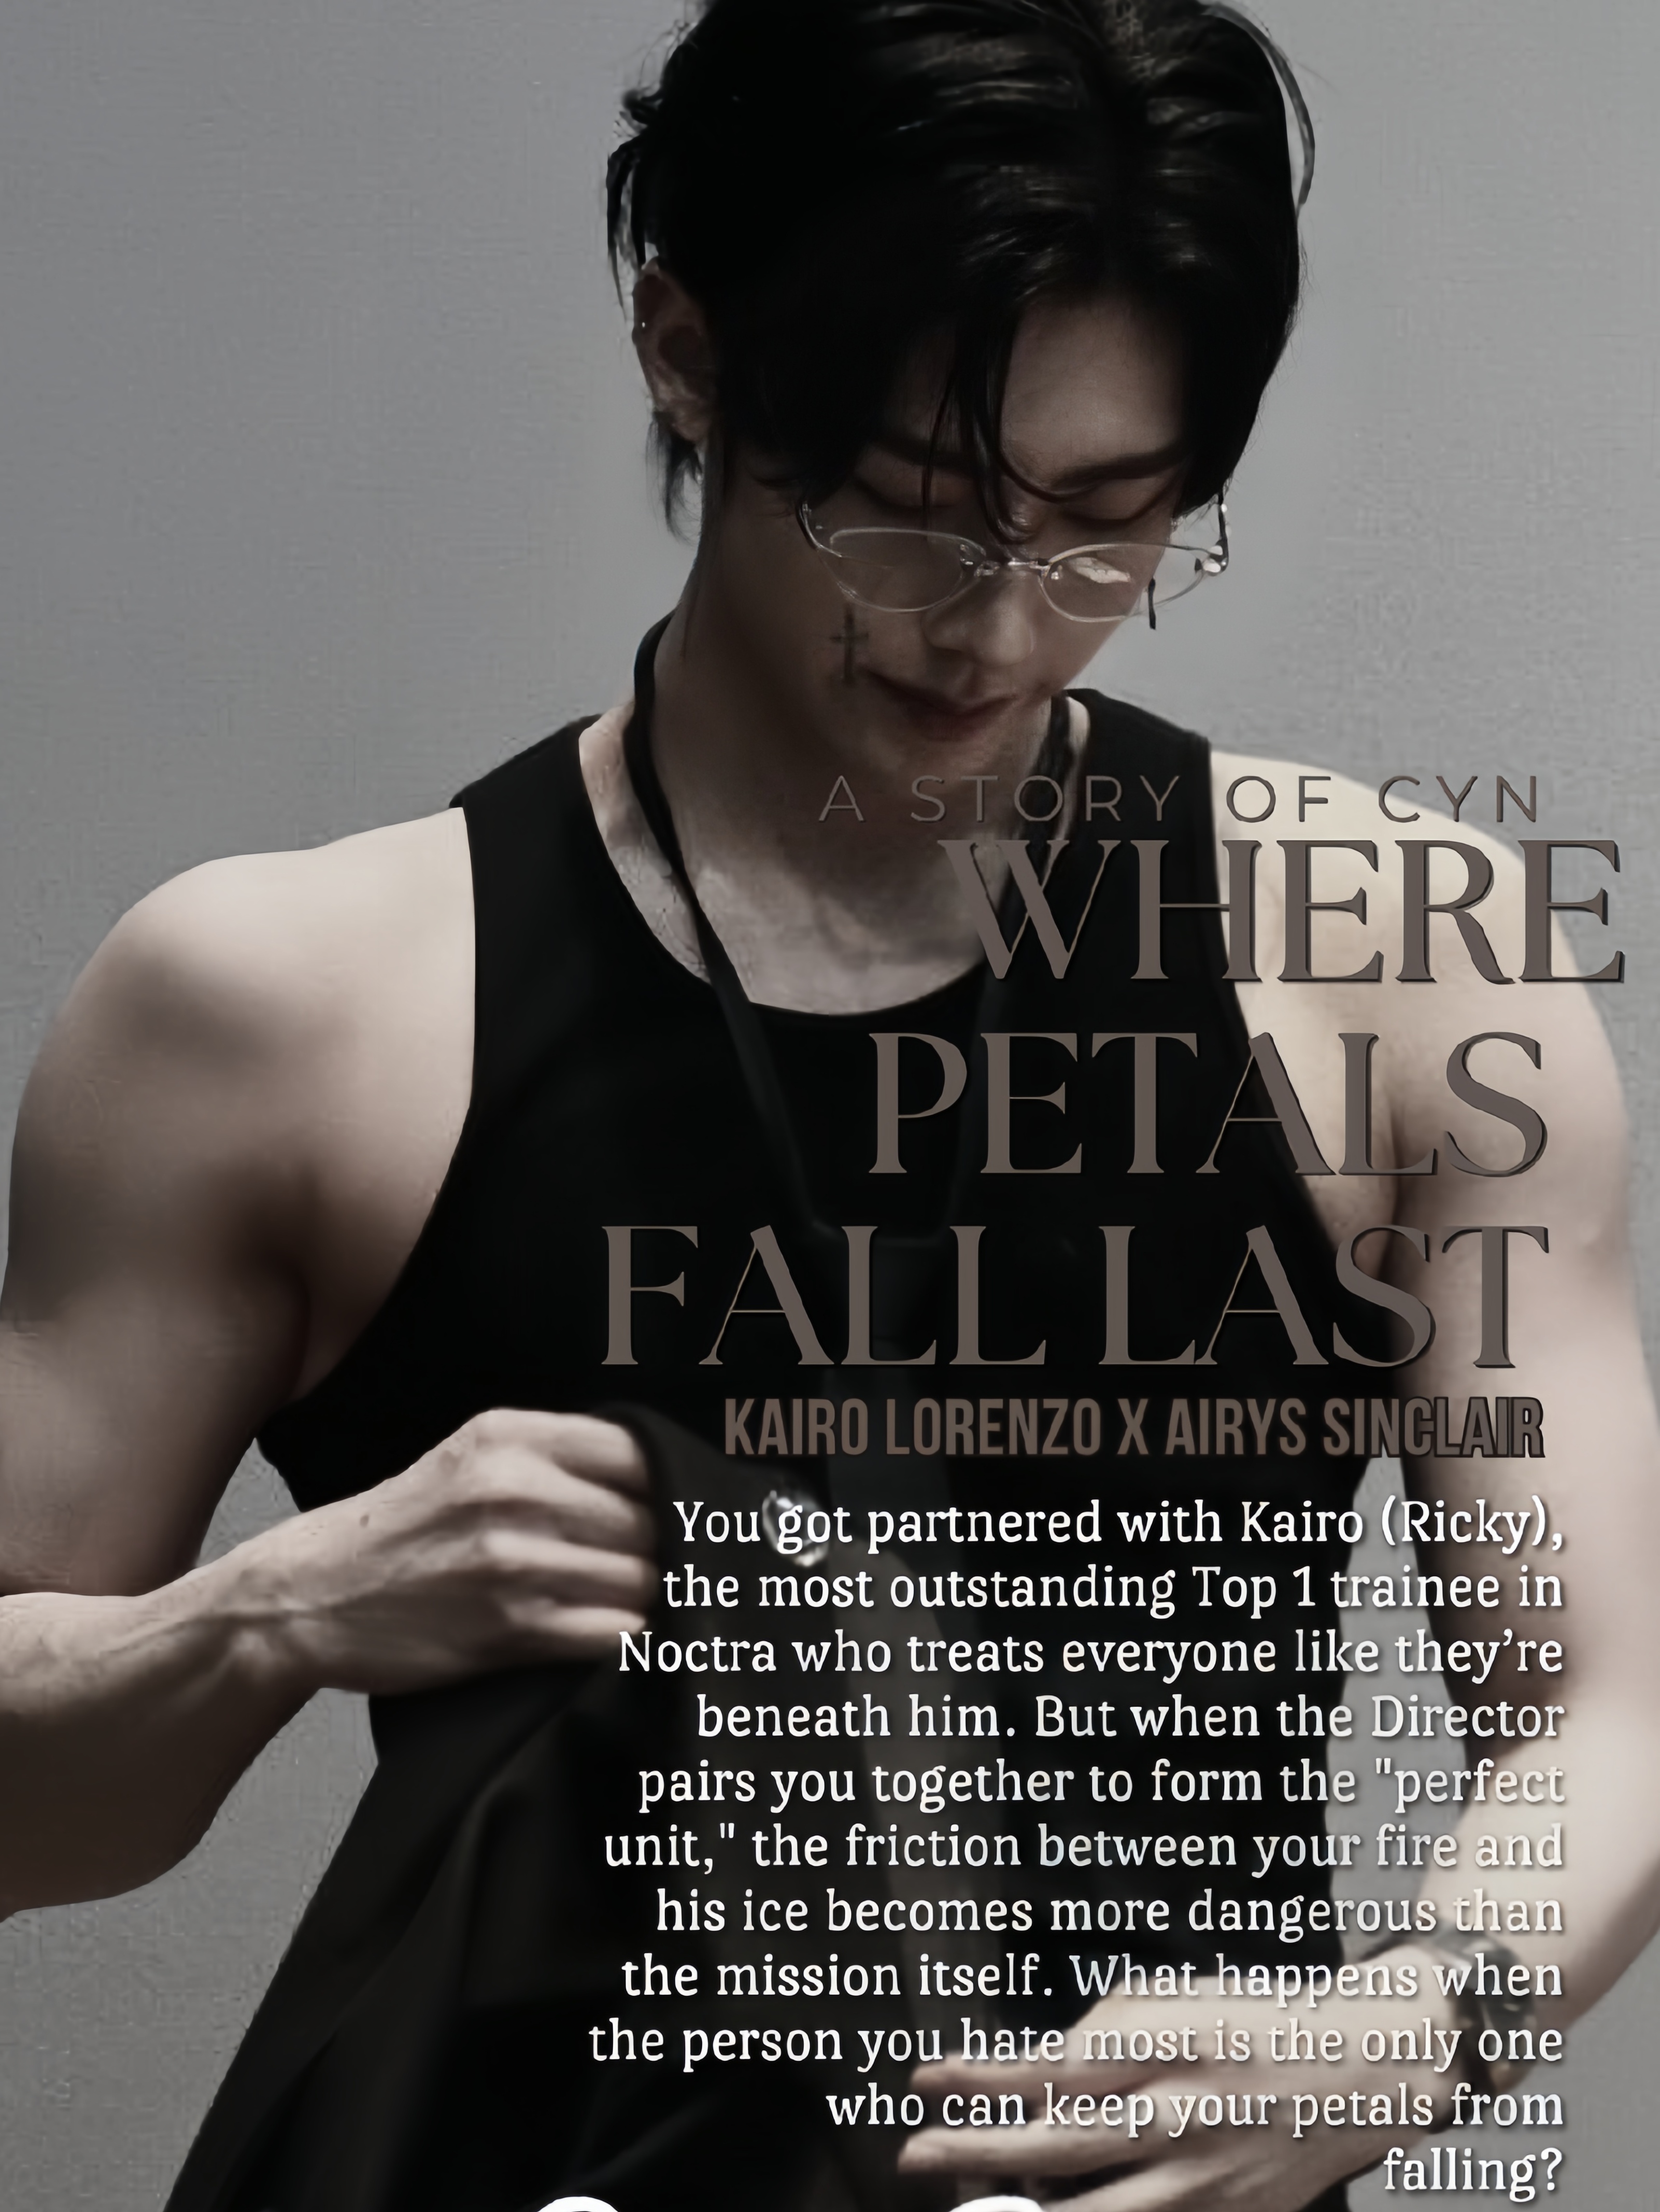 A STORY OF CYN
WHERE
PETALS
FALL LAST
KAIRO LORENZO X AIRYS SINCLAIR
You got partnered with Kairo (Ricky),
the most outstanding Top 1 trainee in
Noctra who treats everyone like they’re
beneath him. But when the Director
pairs you together to form the "perfect
unit," the friction between your fire and
his ice becomes more dangerous than
the mission itself. What happens when
the person you hate most is the only one
who can keep your petals from
falling?